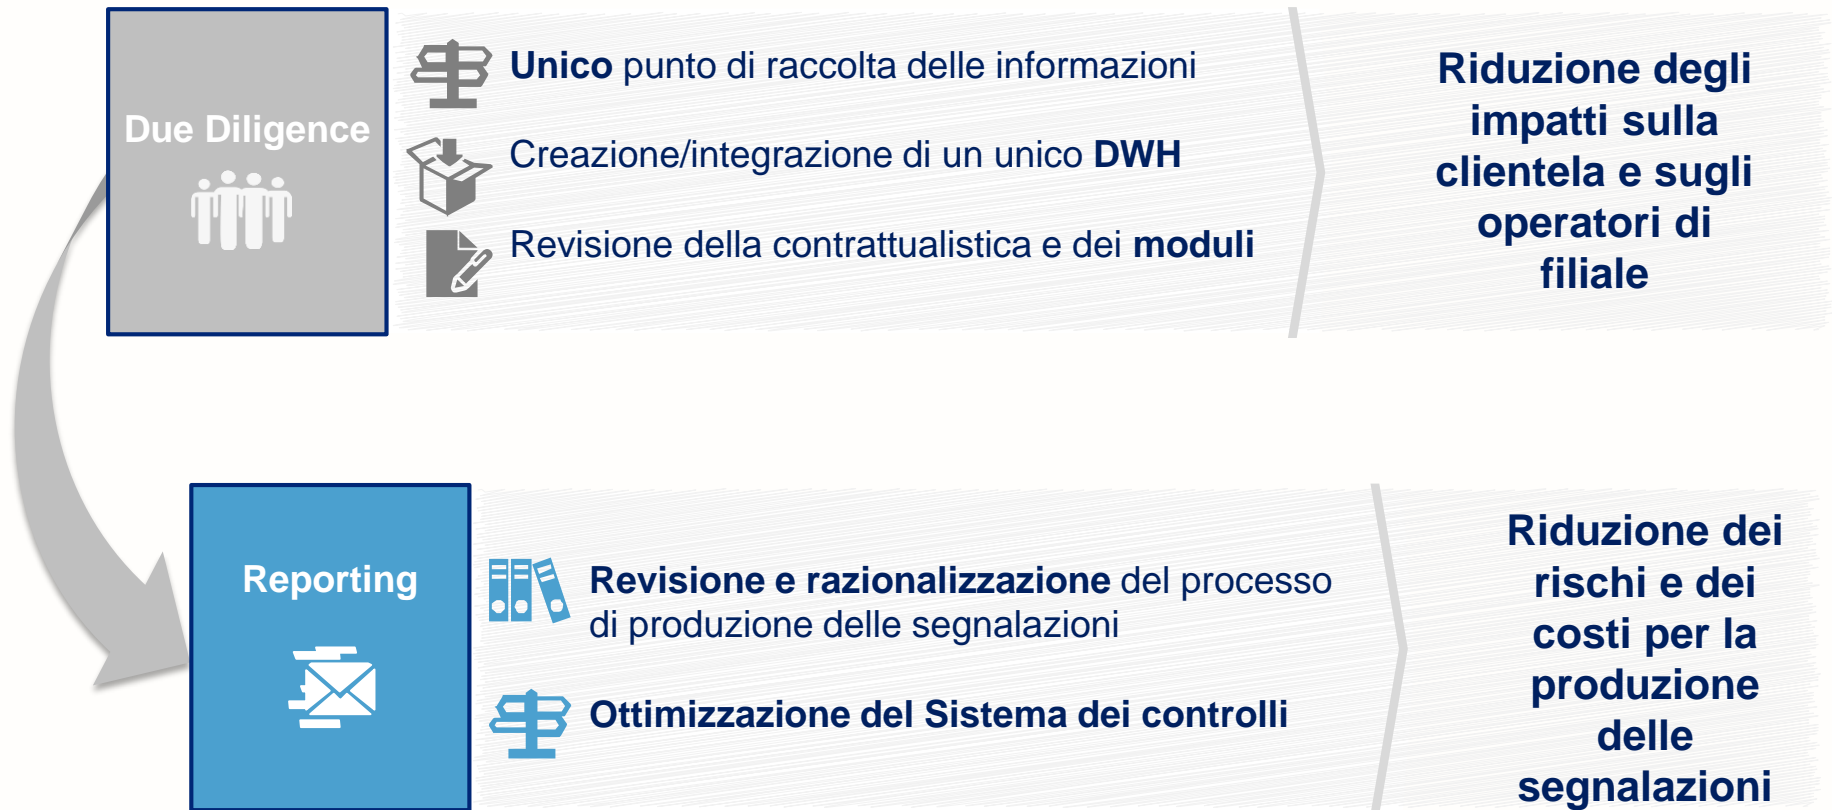 Due Diligence
Unico punto di raccolta delle informazioni
Creazione/integrazione di un unico DWH
Revisione della contrattualistica e dei moduli
Riduzione degli
impatti sulla
clientela e sugli
operatori di
filiale
Reporting
Revisione e razionalizzazione del processo
di produzione delle segnalazioni
Ottimizzazione del Sistema dei controlli
Riduzione dei
rischi e dei
costi per la
produzione
delle
segnalazioni